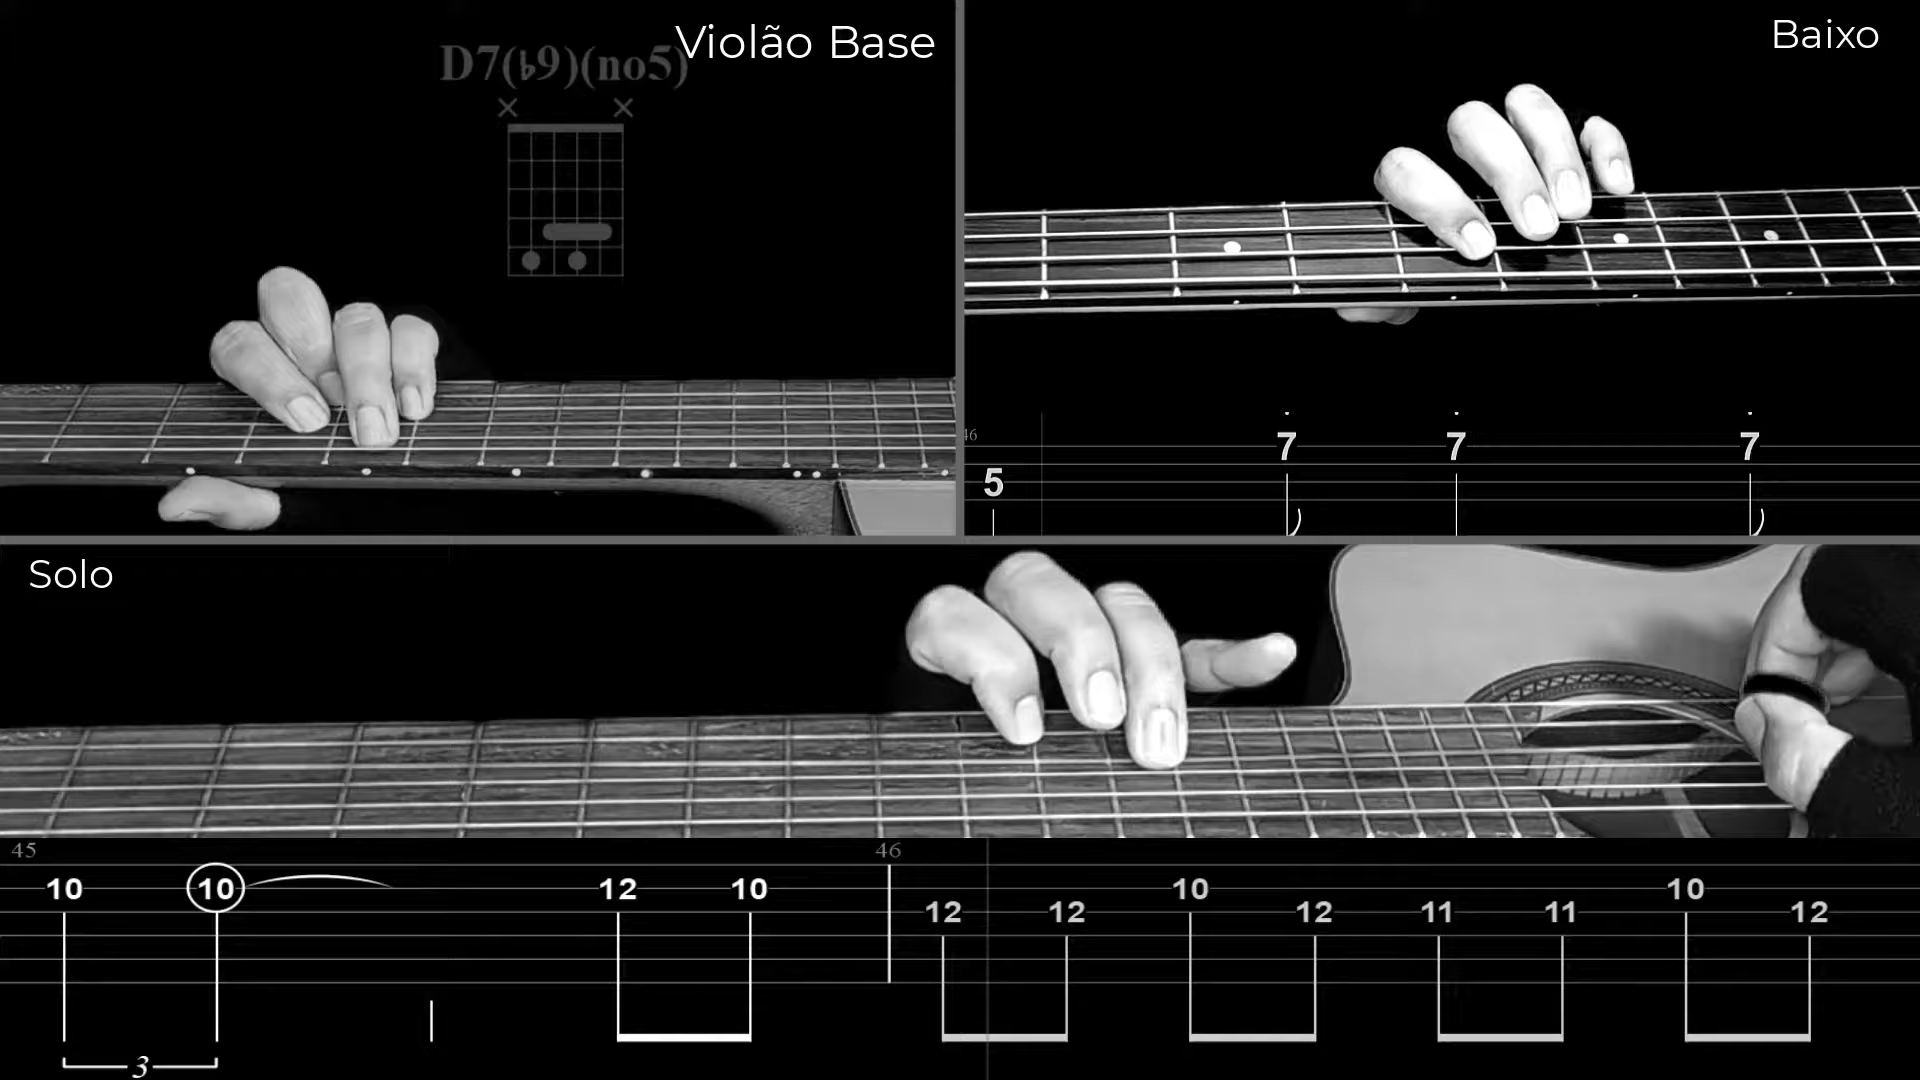 Violão Base
D7(♭9)(no5)
× ×
Baixo
46
7 7 7
5
Solo
45 46
10 10 12 10 10 10
12 12 12 11 11 12
3